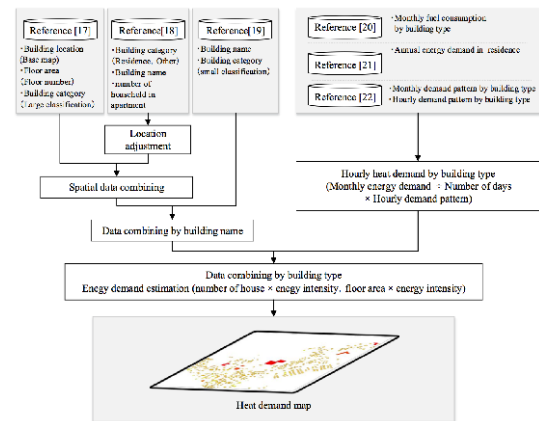 Reference[17]
・Building location
(Base map)
・Floor area
(Floor number)
・Building category
(Large classification)
Reference[18]
・Building category
(Residence, Other)
・Building name
・number of
household in
apartment
Reference[19]
・Building name
・Building category
(small classification)
Reference [20]
・Monthly fuel consumption
by building type
Reference [21]
・Annual energy demand in residence
Reference [22]
・Monthly demand pattern by building type
・Hourly demand pattern by building type
Location
adjustment
Spatial data combining
Data combining by building name
Hourly heat demand by building type
(Monthly energy demand ÷ Number of days
× Hourly demand pattern)
Data combining by building type
Enegy demand estimation (number of house × enegy intensity, floor area × energy intensity)
Heat demand map